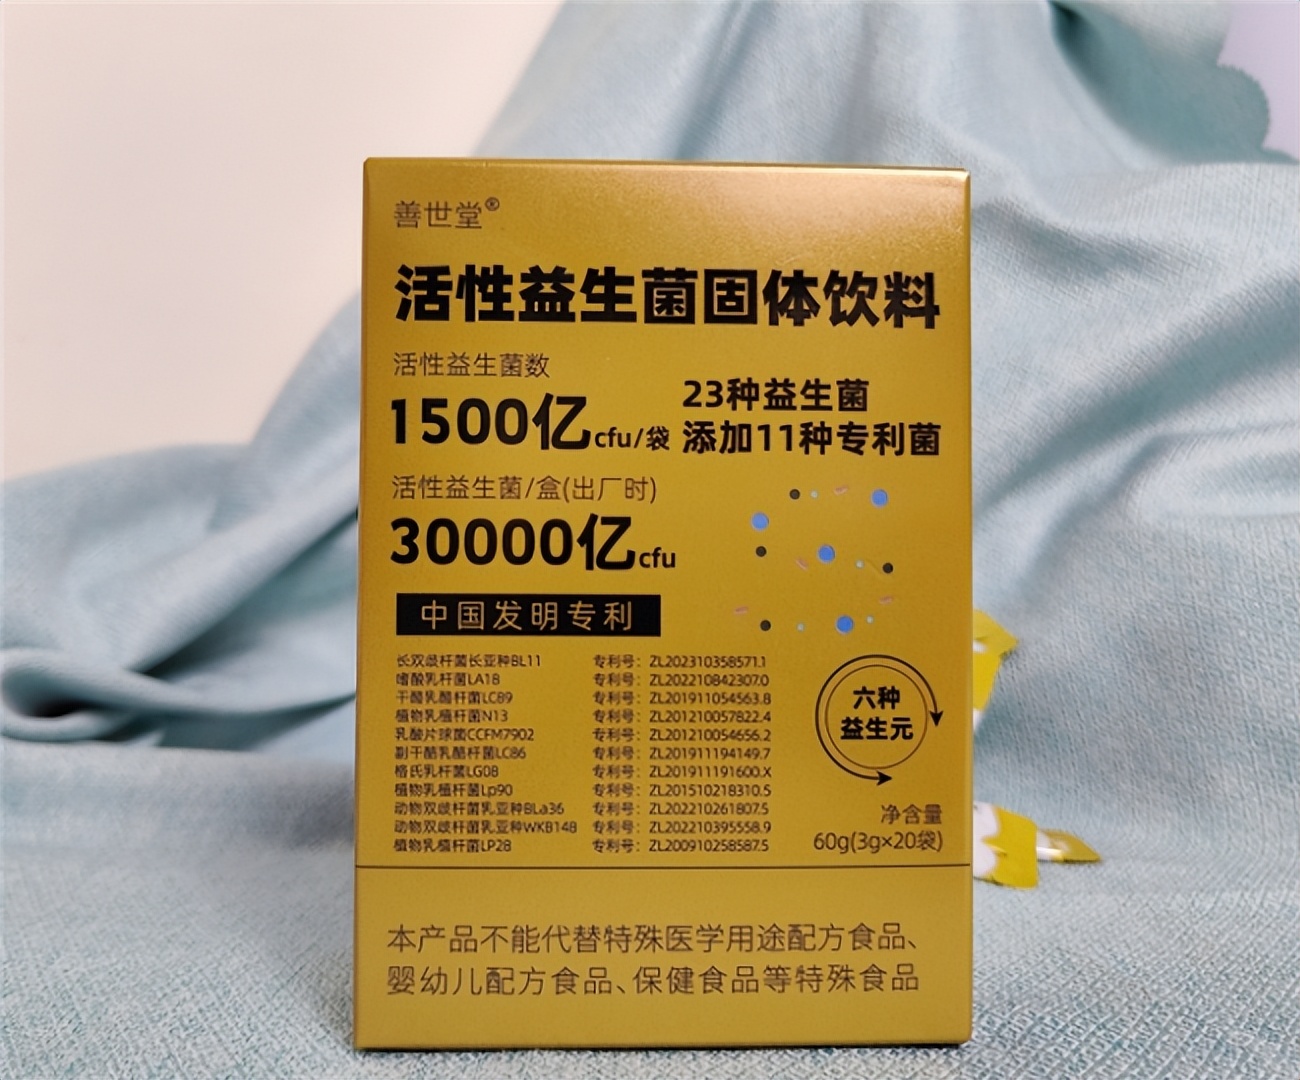 善世堂®
活性益生菌固体饮料
活性益生菌数
1500亿cfu/袋
23种益生菌
添加11种专利菌
活性益生菌/盒(出厂时)
30000亿cfu
中国发明专利
长双歧杆菌长亚种BL11 专利号：ZL202310358571.1
嗜酸乳杆菌LA18 专利号：ZL202210842307.0
干酪乳酪杆菌LC89 专利号：ZL201911054563.8
植物乳植杆菌N13 专利号：ZL201210057822.4
乳酸片球菌CCFM7902 专利号：ZL201210054656.2
副干酪乳酪杆菌LC86 专利号：ZL201911194149.7
格氏乳杆菌LG08 专利号：ZL201911191600.X
植物乳植杆菌Lp90 专利号：ZL201510218310.5
动物双歧杆菌乳亚种BLa36 专利号：ZL202210261807.5
动物双歧杆菌乳亚种WKB148 专利号：ZL202210395558.9
植物乳植杆菌LP28 专利号：ZL200910258587.5
六种
益生元
净含量
60g(3g×20袋)
本产品不能代替特殊医学用途配方食品、
婴幼儿配方食品、保健食品等特殊食品